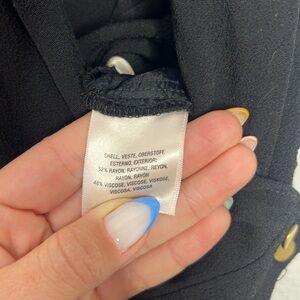 SHELL, VESTE, OBERSTOFF,
ESTERNO, EXTERIOR:
52% RAYON, RAYONNE, REYON,
RAYON, RAYON
48% VISCOSE, VISCOSE, VISKOSE,
VISCOSA, VISCOSA